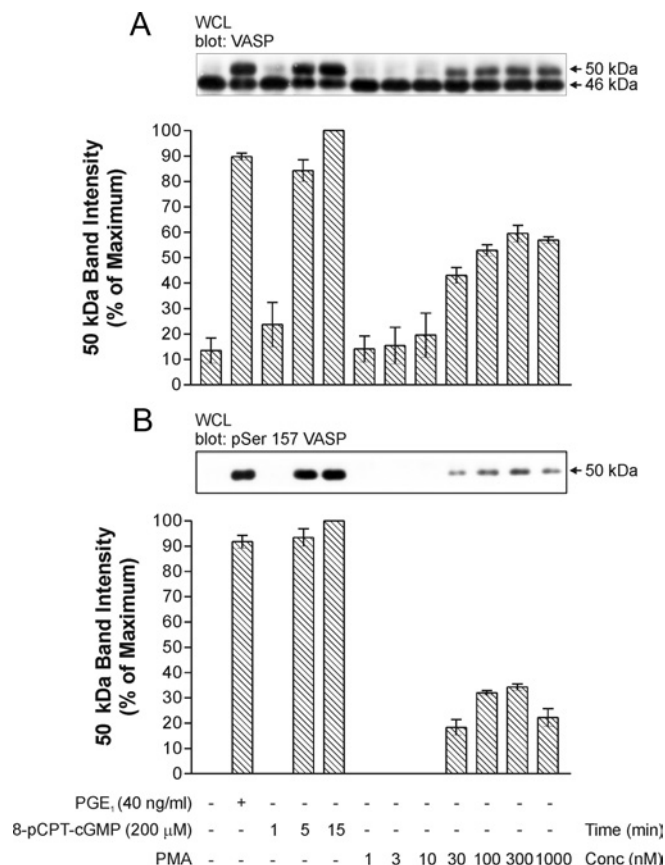 A
WCL
blot: VASP
50 kDa
46 kDa
50 kDa Band Intensity
(% of Maximum)
100
90
80
70
60
50
40
30
20
10
0
B
WCL
blot: pSer 157 VASP
50 kDa
50 kDa Band Intensity
(% of Maximum)
100
90
80
70
60
50
40
30
20
10
0
PGE₁ (40 ng/ml) - + - - - - - - - - - -
8-pCPT-cGMP (200 µM) - - 1 5 15 - - - - - - - Time (min)
PMA - - - - - 1 3 10 30 100 300 1000 Conc (nM)